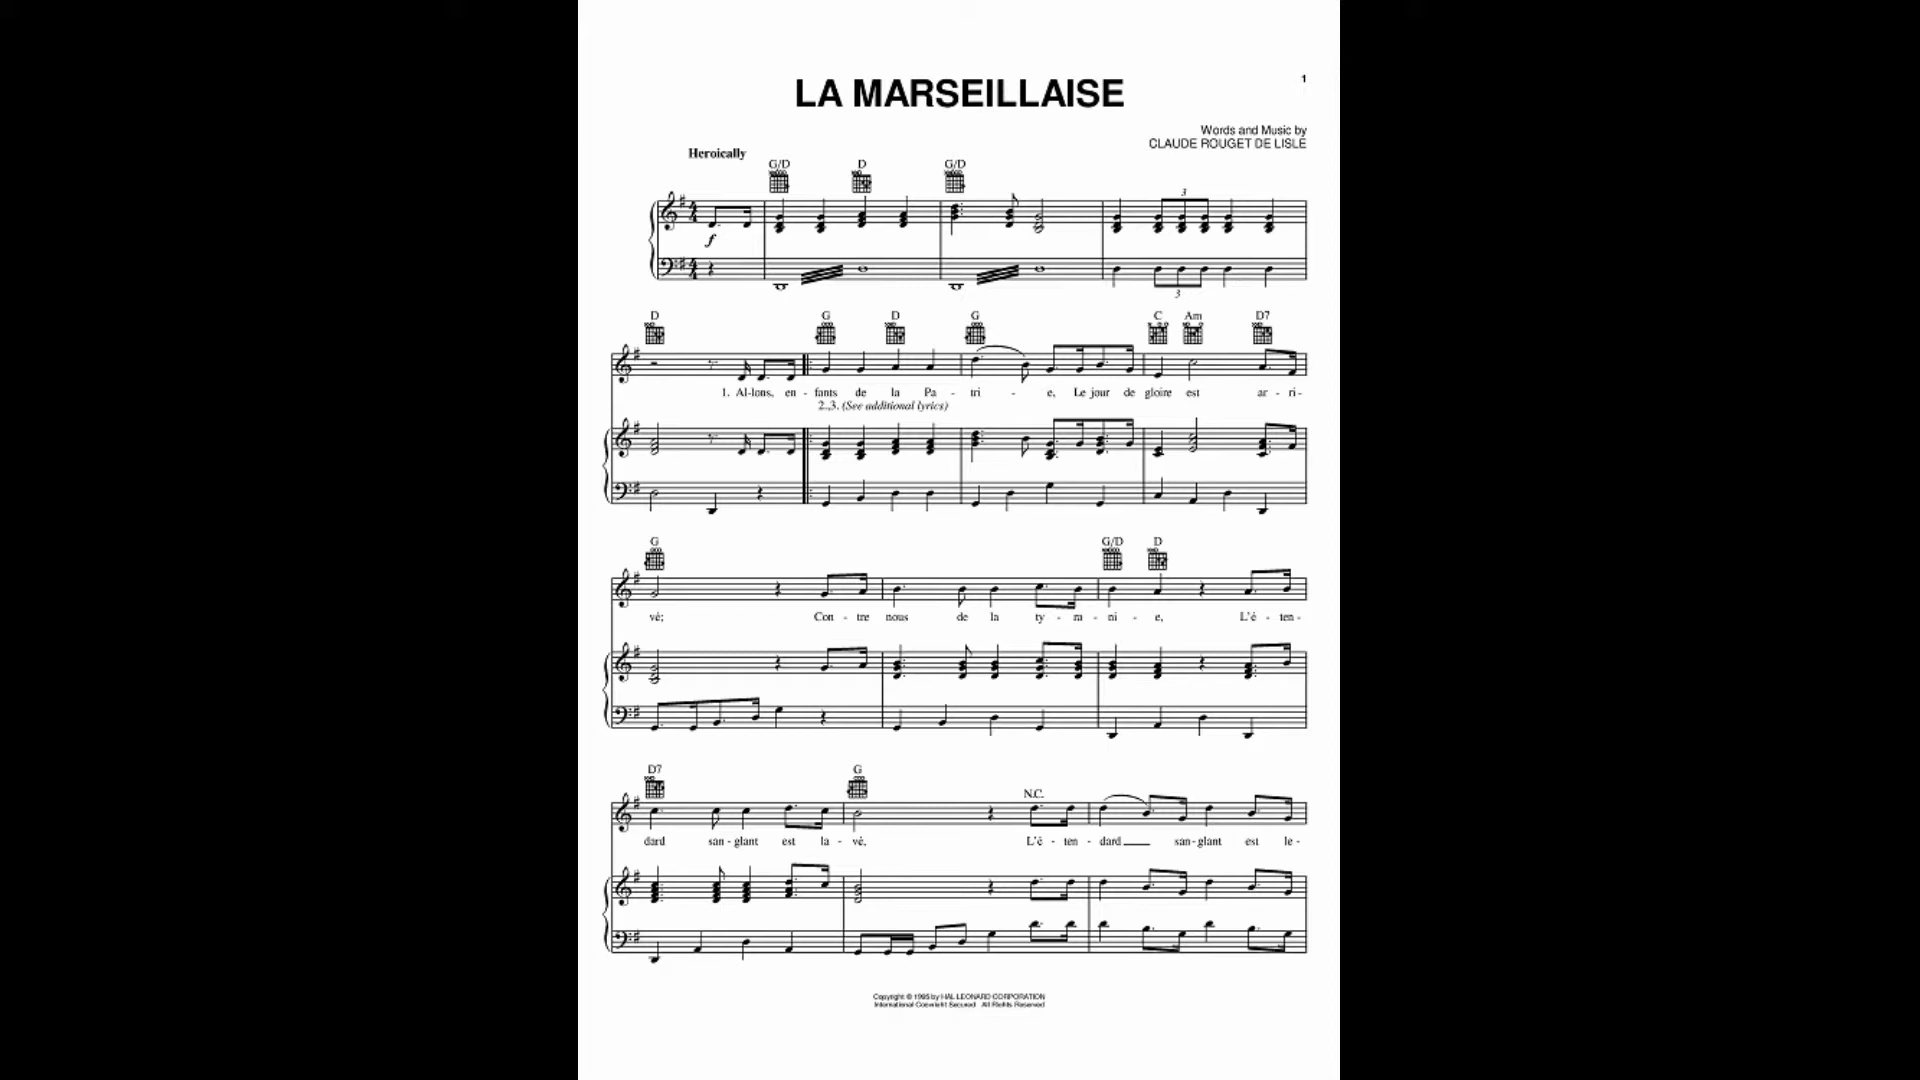 LA MARSEILLAISE
1
Words and Music by
CLAUDE ROUGET DE LISLE
Heroically
G/D D G/D
3
f
3
D G D G C Am D7
1. Al-lons, en - fants de la Pa - tri - e, Le jour de gloire est ar - ri -
2.,3. (See additional lyrics)
G G/D D
vé; Con - tre nous de la ty - ra - ni - e, L'é - ten -
D7 G N.C.
dard san - glant est la - vé, L'é - ten - dard san - glant est le -
Copyright © 1995 by HAL LEONARD CORPORATION
International Copyright Secured All Rights Reserved